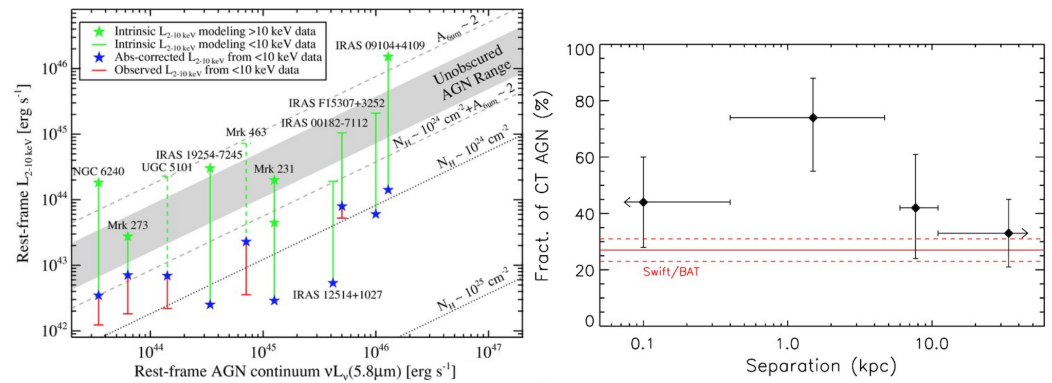 Intrinsic L2-10 keV modeling >10 keV data
Intrinsic L2-10 keV modeling <10 keV data
Abs-corrected L2-10 keV from <10 keV data
Observed L2-10 keV from <10 keV data
A6μm ~ 2
IRAS 09104+4109
Unobscured
AGN Range
IRAS F15307+3252
IRAS 00182-7112
Mrk 463
IRAS 19254-7245
UGC 5101
NGC 6240
Mrk 231
Mrk 273
NH ~ 10^24 cm^-2+A6μm ~ 2
NH ~ 10^24 cm^-2
IRAS 12514+1027
NH ~ 10^25 cm^-2
Rest-frame L2-10 keV [erg s^-1]
10^46
10^45
10^44
10^43
10^42
10^44
10^45
10^46
10^47
Rest-frame AGN continuum νLν(5.8μm) [erg s^-1]
Fract. of CT AGN (%)
100
80
60
40
20
0
Swift/BAT
0.1
1.0
10.0
Separation (kpc)